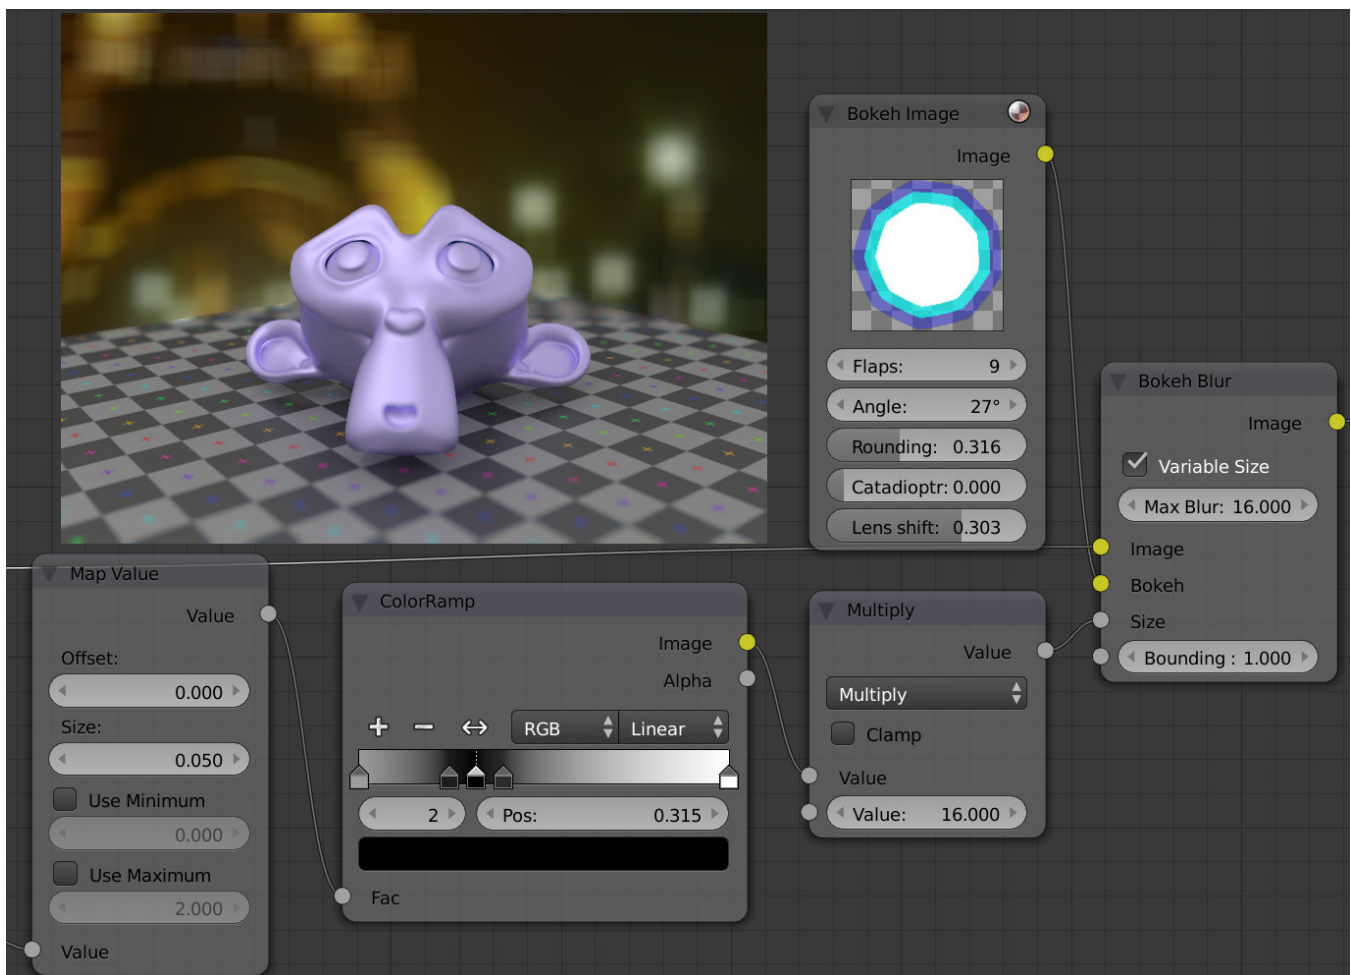 Bokeh Image
Image
Flaps: 9
Angle: 27°
Rounding: 0.316
Catadioptr: 0.000
Lens shift: 0.303
Bokeh Blur
Image
Variable Size
Max Blur: 16.000
Image
Bokeh
Size
Bounding : 1.000
Map Value
Value
Offset:
0.000
Size:
0.050
Use Minimum
0.000
Use Maximum
2.000
Value
ColorRamp
Image
Alpha
RGB Linear
2 Pos: 0.315
Fac
Multiply
Value
Multiply
Clamp
Value
Value: 16.000